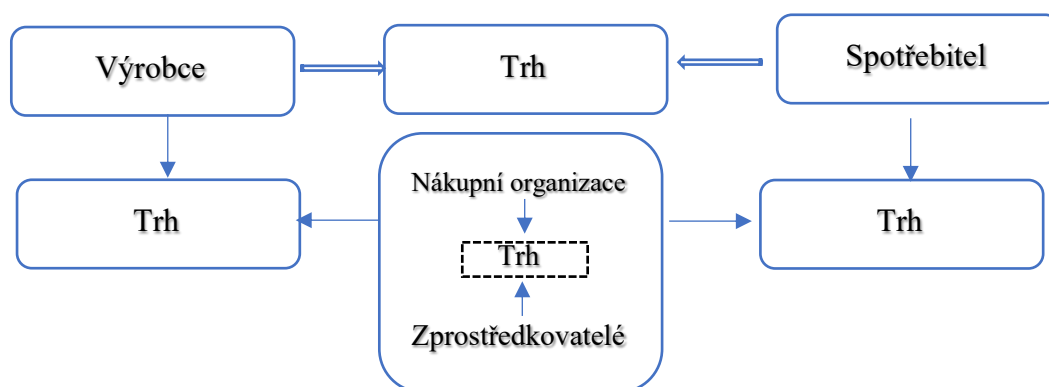 Výrobce
Trh
Spotřebitel
Trh
Nákupní organizace
Trh
Zprostředkovatelé
Trh